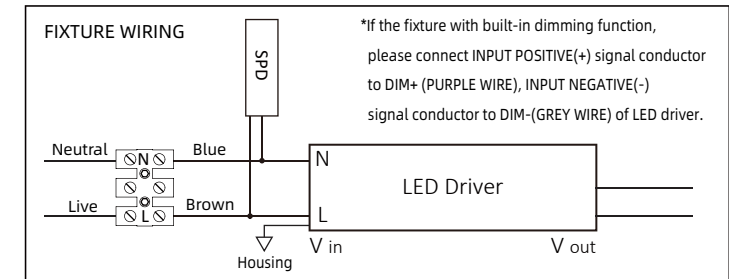 FIXTURE WIRING
*If the fixture with built-in dimming function,
please connect INPUT POSITIVE(+) signal conductor
to DIM+ (PURPLE WIRE), INPUT NEGATIVE(-)
signal conductor to DIM-(GREY WIRE) of LED driver.
SPD
Neutral
N
Blue
N
LED Driver
Live
L
Brown
L
V in
V out
Housing